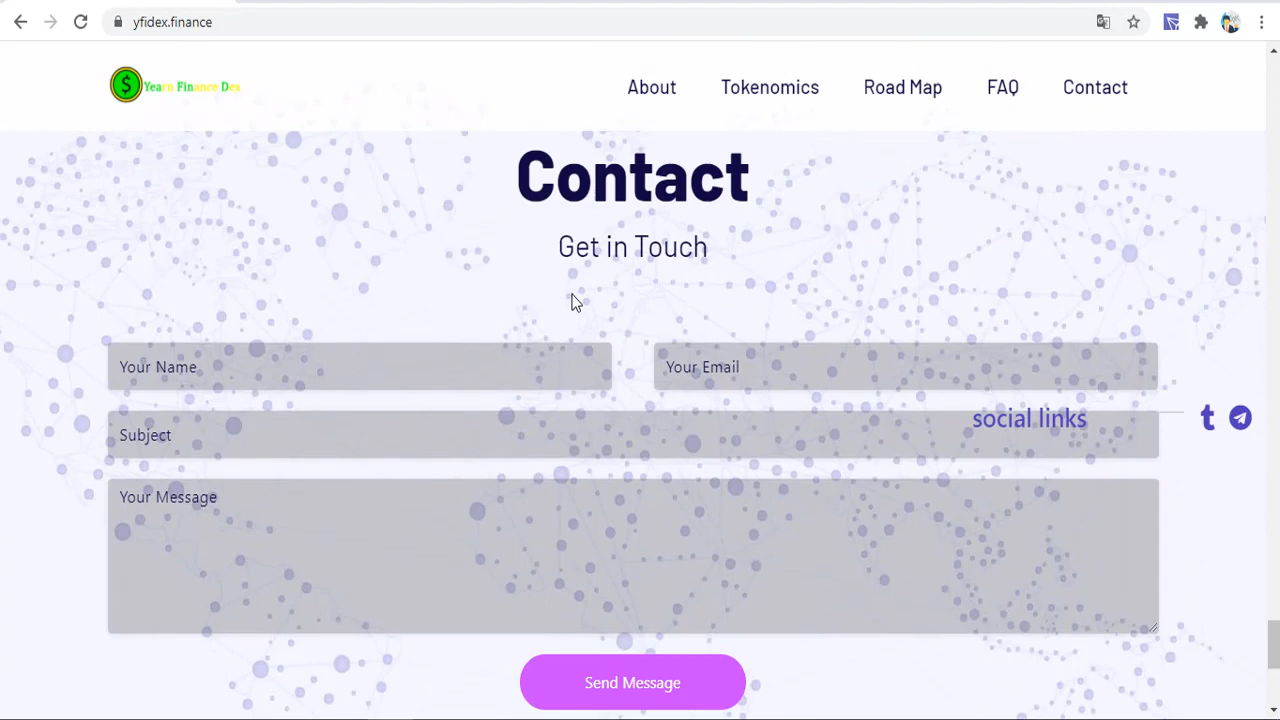 yfidex.finance
Yearn Finance Dex
About Tokenomics Road Map FAQ Contact
Contact
Get in Touch
Your Name Your Email
social links
Subject
Your Message
Send Message